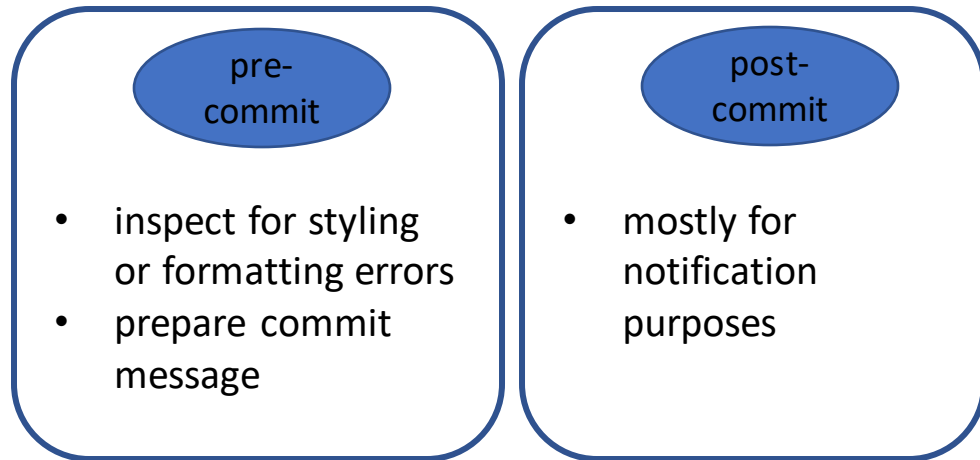 pre-
commit
• inspect for styling
or formatting errors
• prepare commit
message
post-
commit
• mostly for
notification
purposes